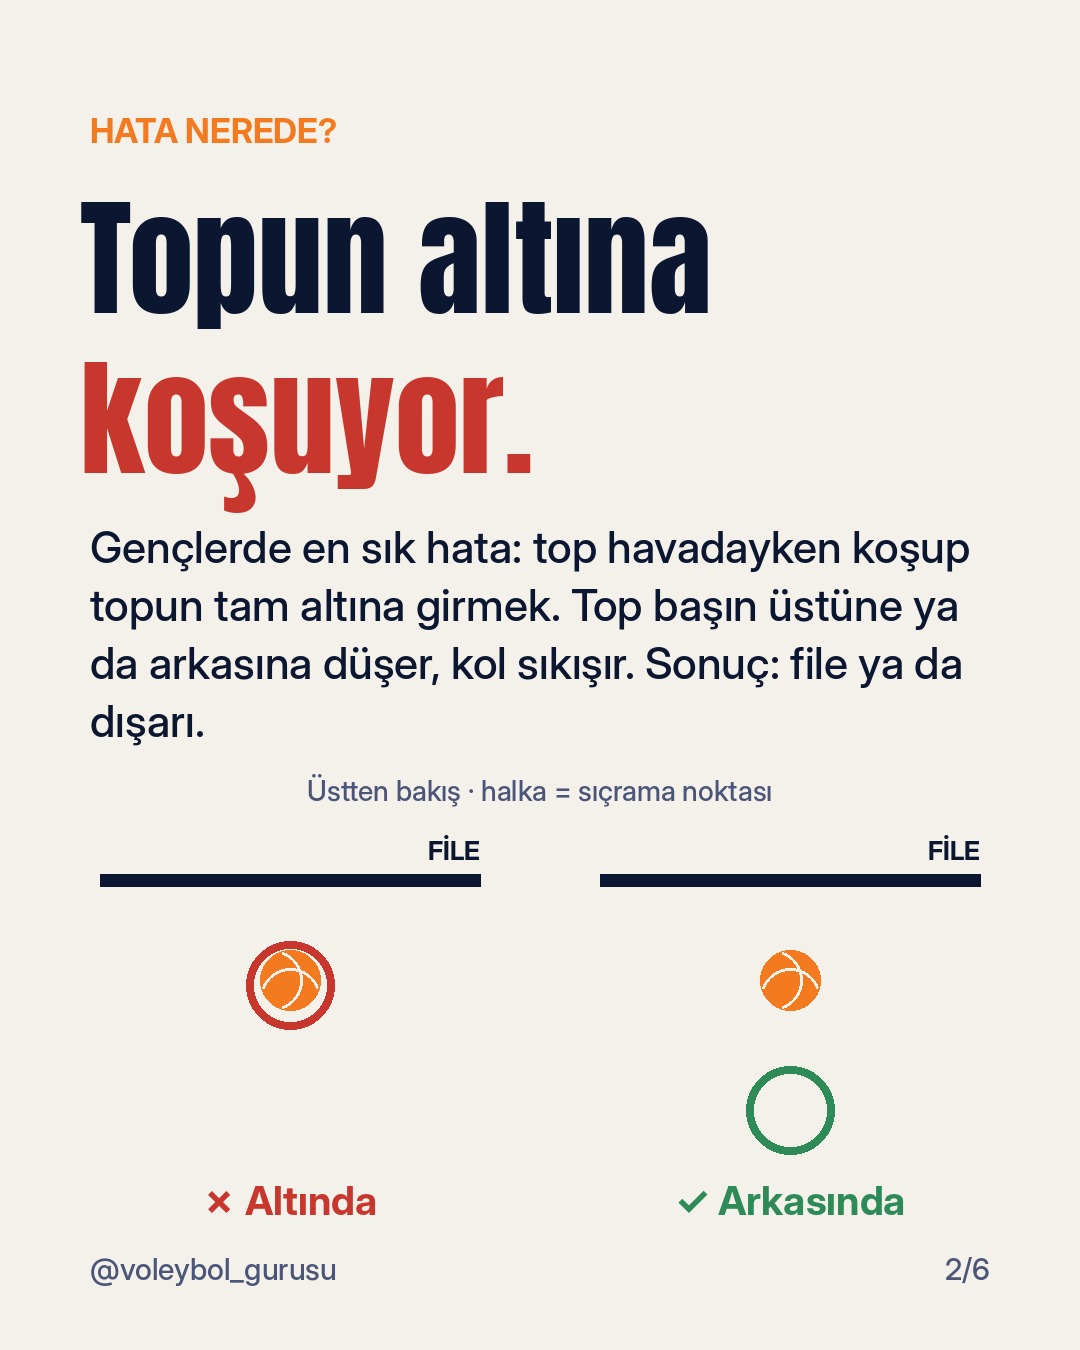 HATA NEREDE?
Topun altına
koşuyor.
Gençlerde en sık hata: top havadayken koşup
topun tam altına girmek. Top başın üstüne ya
da arkasına düşer, kol sıkışır. Sonuç: file ya da
dışarı.
Üstten bakış · halka = sıçrama noktası
FİLE
FİLE
× Altında
✓ Arkasında
@voleybol_gurusu
2/6